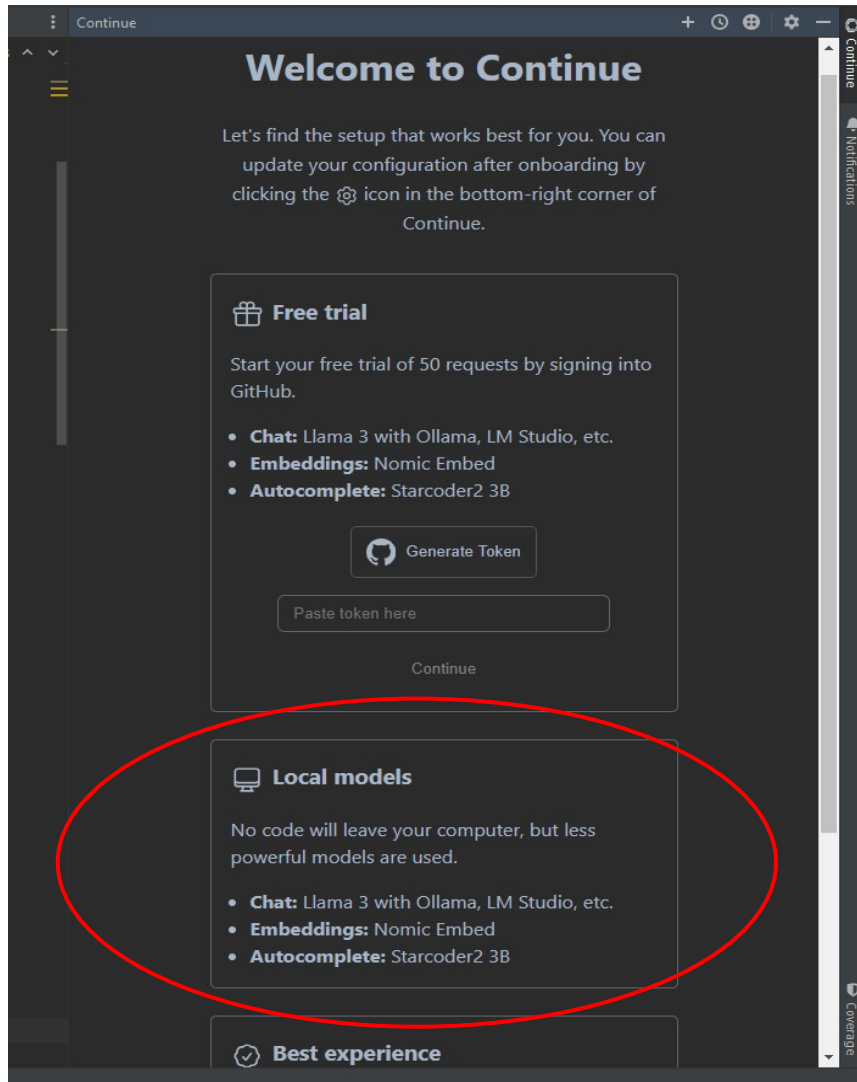 Continue
Welcome to Continue
Let's find the setup that works best for you. You can
update your configuration after onboarding by
clicking the icon in the bottom-right corner of
Continue.
Free trial
Start your free trial of 50 requests by signing into
GitHub.
• Chat: Llama 3 with Ollama, LM Studio, etc.
• Embeddings: Nomic Embed
• Autocomplete: Starcoder2 3B
Generate Token
Paste token here
Continue
Local models
No code will leave your computer, but less
powerful models are used.
• Chat: Llama 3 with Ollama, LM Studio, etc.
• Embeddings: Nomic Embed
• Autocomplete: Starcoder2 3B
Best experience
Continue
Notifications
Coverage